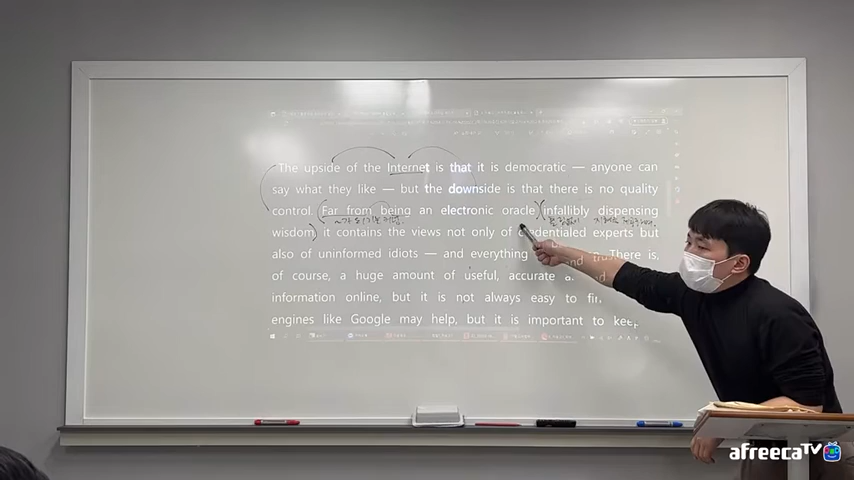 The upside of the Internet is that it is democratic — anyone can
say what they like — but the downside is that there is no quality
control. Far from being an electronic oracle, infallibly dispensing
wisdom, it contains the views not only of credentialed experts but
also of uninformed idiots — and everything There is,
of course, a huge amount of useful, accurate
information online, but it is not always easy to
engines like Google may help, but it is important to keep
afreecaTV